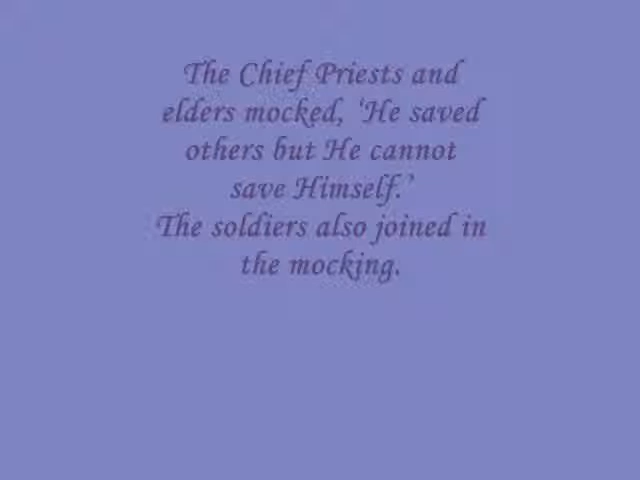 The Chief Priests and
elders mocked, ‘He saved
others but He cannot
save Himself.’
The soldiers also joined in
the mocking.